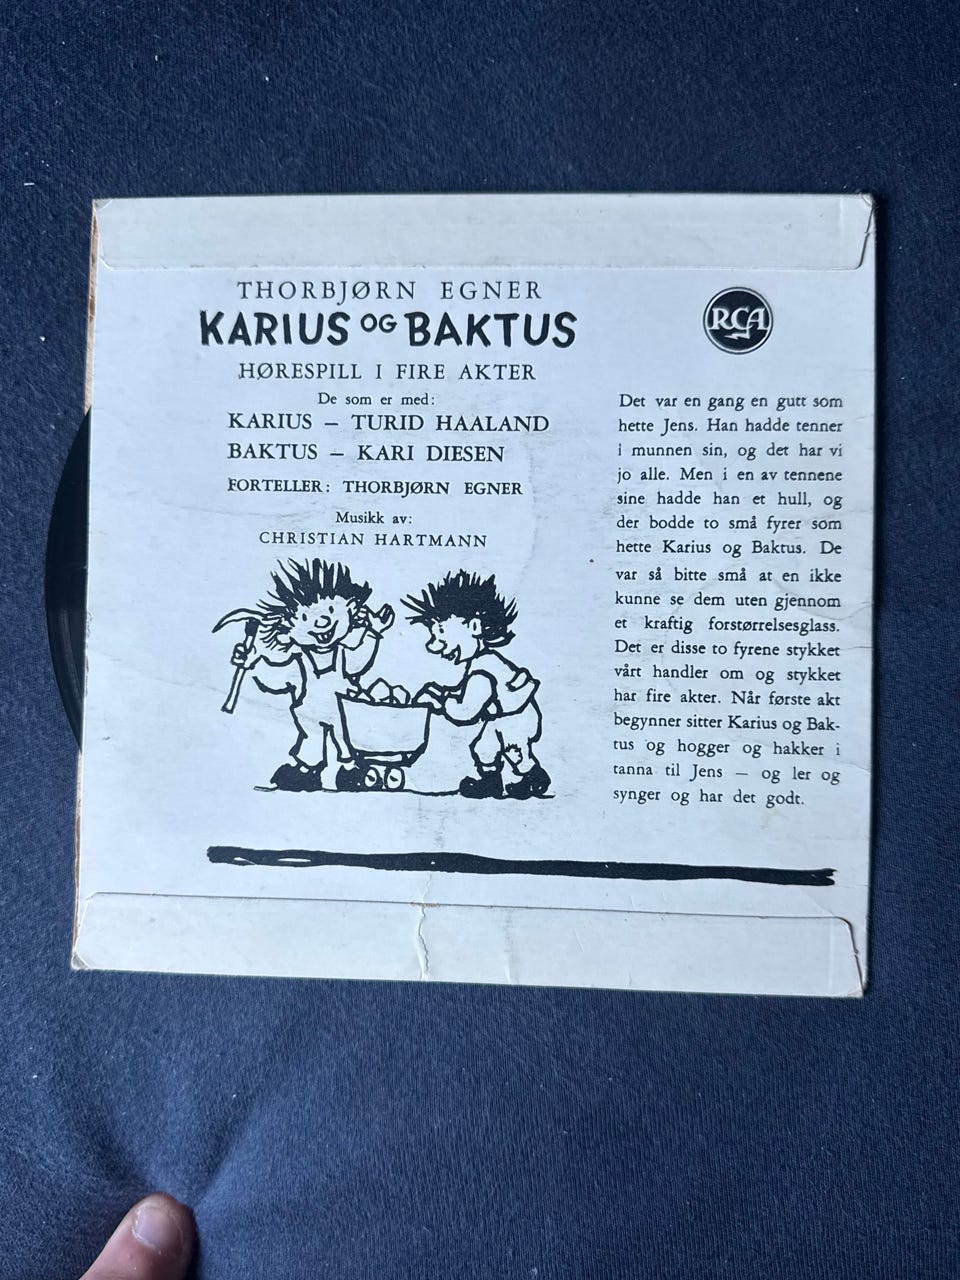 THORBJØRN EGNER
KARIUS OG BAKTUS
HØRESPILL I FIRE AKTER
De som er med:
KARIUS – TURID HAALAND
BAKTUS – KARI DIESEN
FORTELLER: THORBJØRN EGNER
Musikk av:
CHRISTIAN HARTMANN
RCA
Det var en gang en gutt som
hette Jens. Han hadde tenner
i munnen sin, og det har vi
jo alle. Men i en av tennene
sine hadde han et hull, og
der bodde to små fyrer som
hette Karius og Baktus. De
var så bitte små at en ikke
kunne se dem uten gjennom
et kraftig forstørrelsesglass.
Det er disse to fyrene stykket
vårt handler om og stykket
har fire akter. Når første akt
begynner sitter Karius og Bak-
tus og hogger og hakker i
tanna til Jens — og ler og
synger og har det godt.